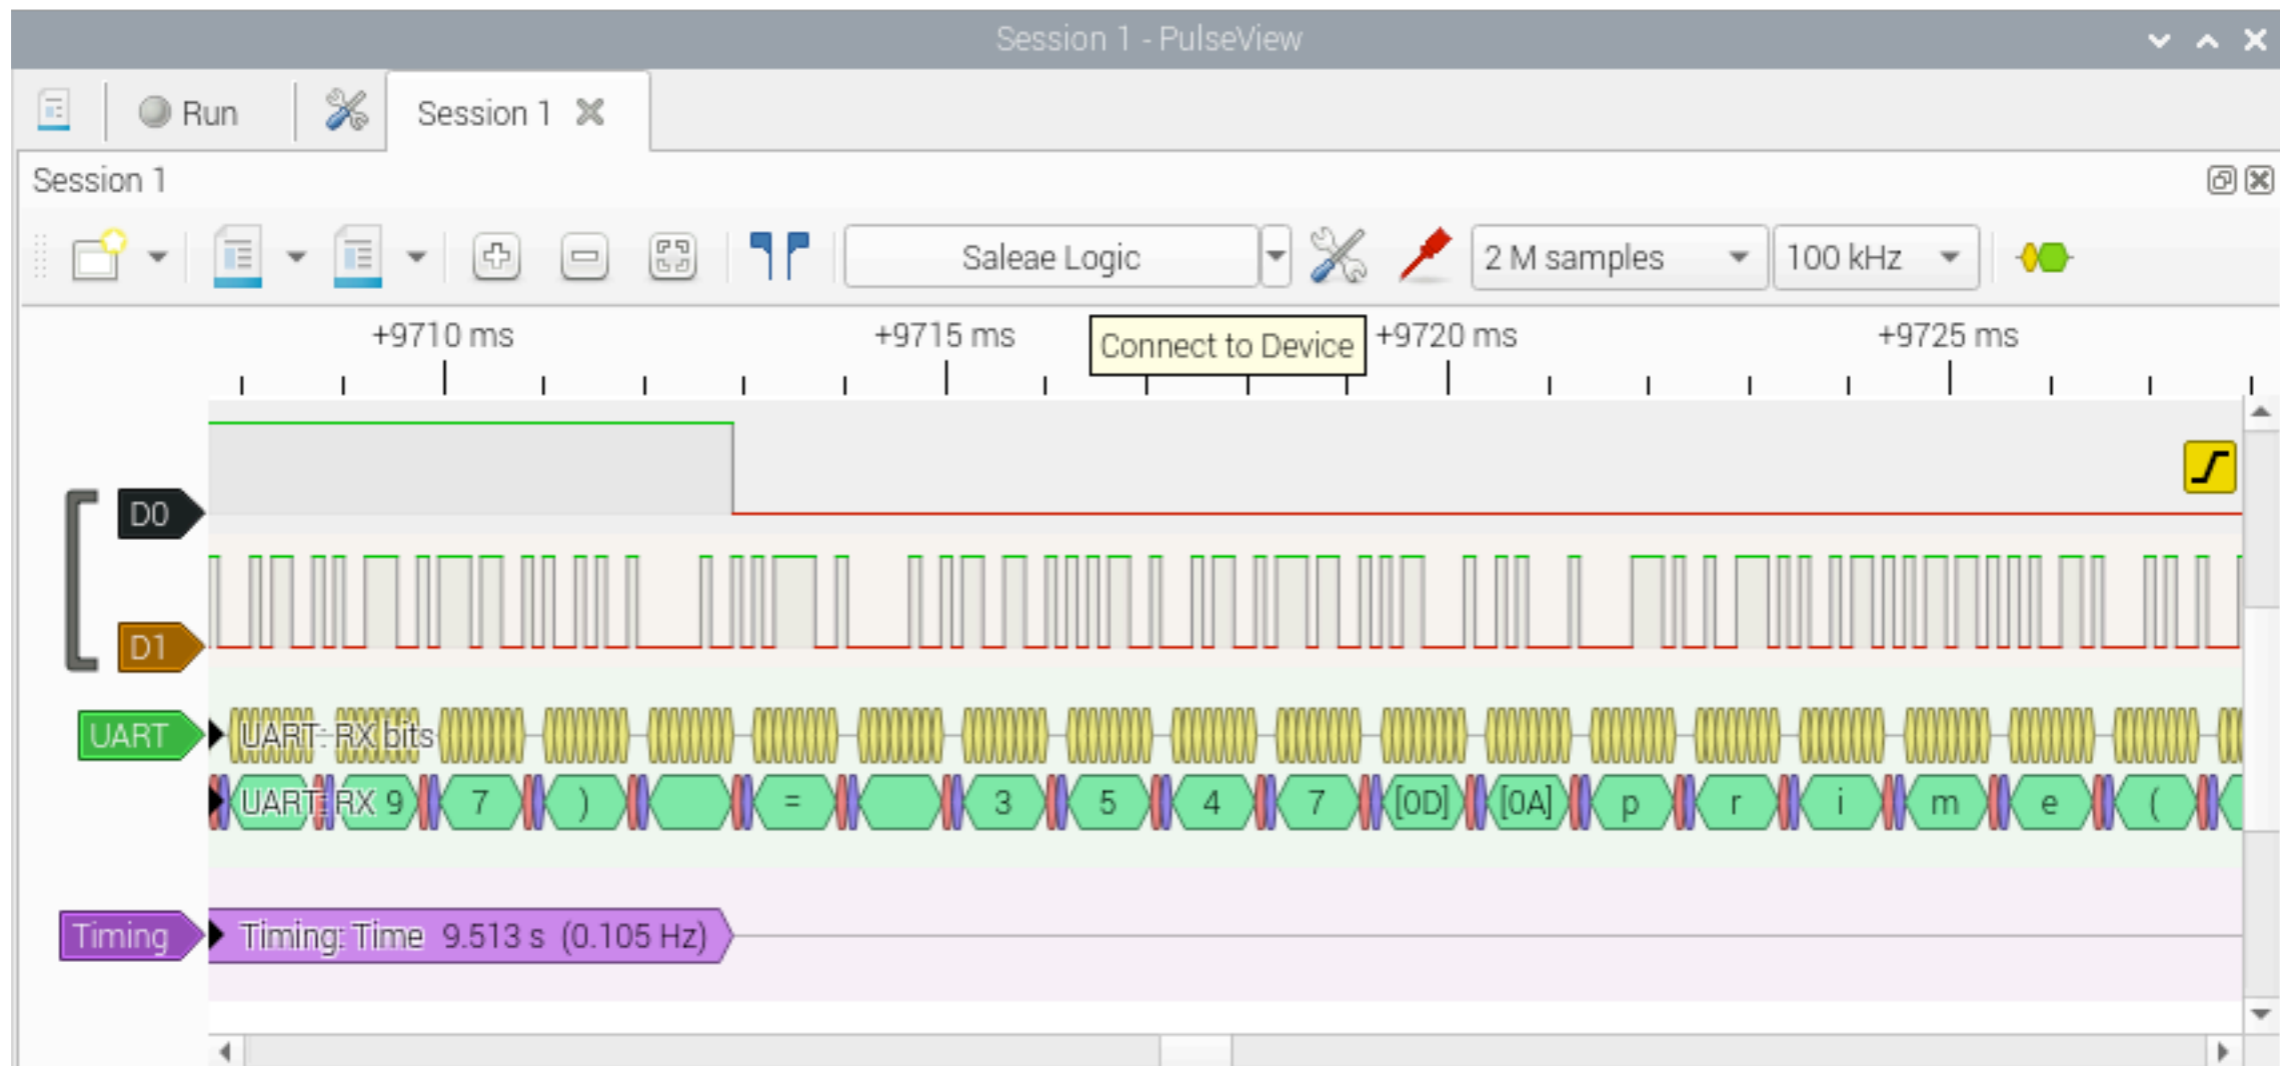 Session 1 - PulseView
Run
Session 1
Session 1
Saleae Logic
2 M samples
100 kHz
+9710 ms
+9715 ms
Connect to Device
+9720 ms
+9725 ms
D0
D1
UART
UART: RX bits
UART: RX 9 7 ) = 3 5 4 7 [0D] [0A] p r i m e (
Timing
Timing: Time 9.513 s (0.105 Hz)